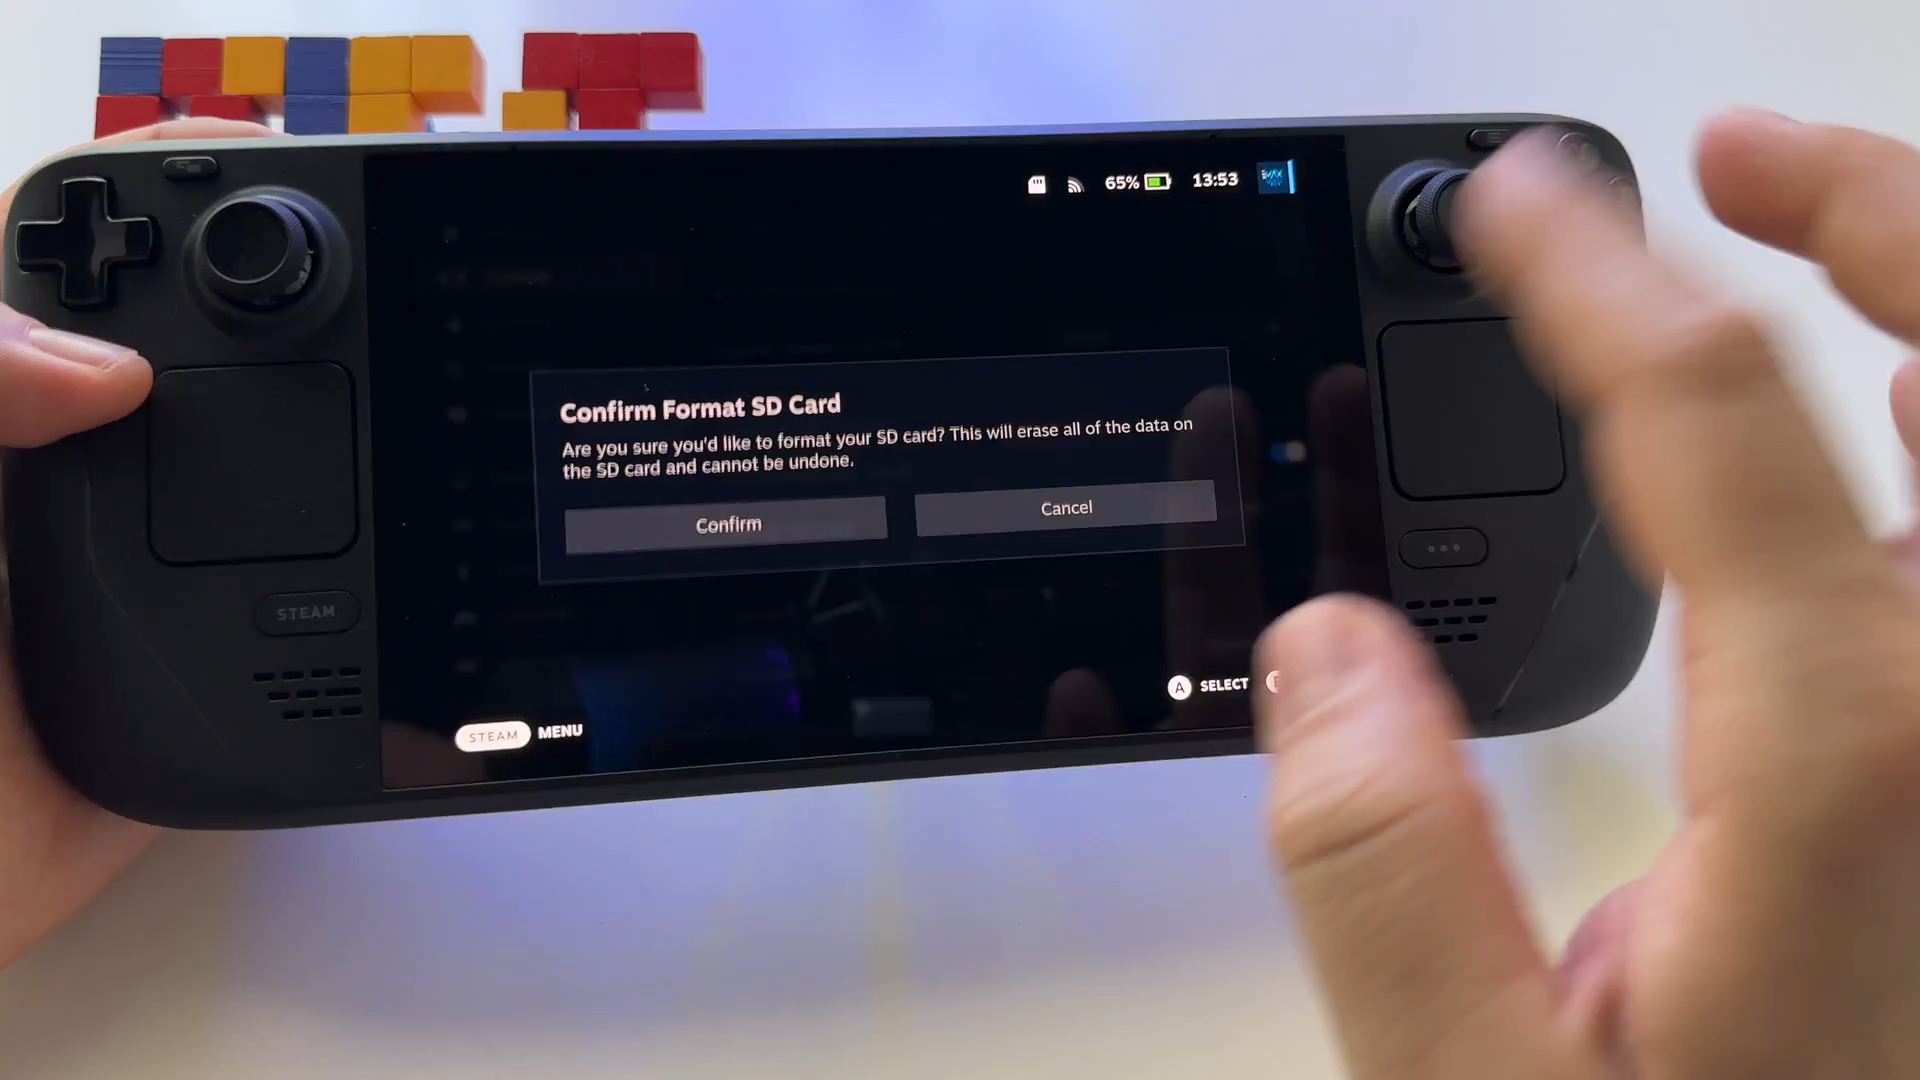 65%
13:53
Confirm Format SD Card
Are you sure you'd like to format your SD card? This will erase all of the data on
the SD card and cannot be undone.
Confirm
Cancel
STEAM
A SELECT
STEAM MENU